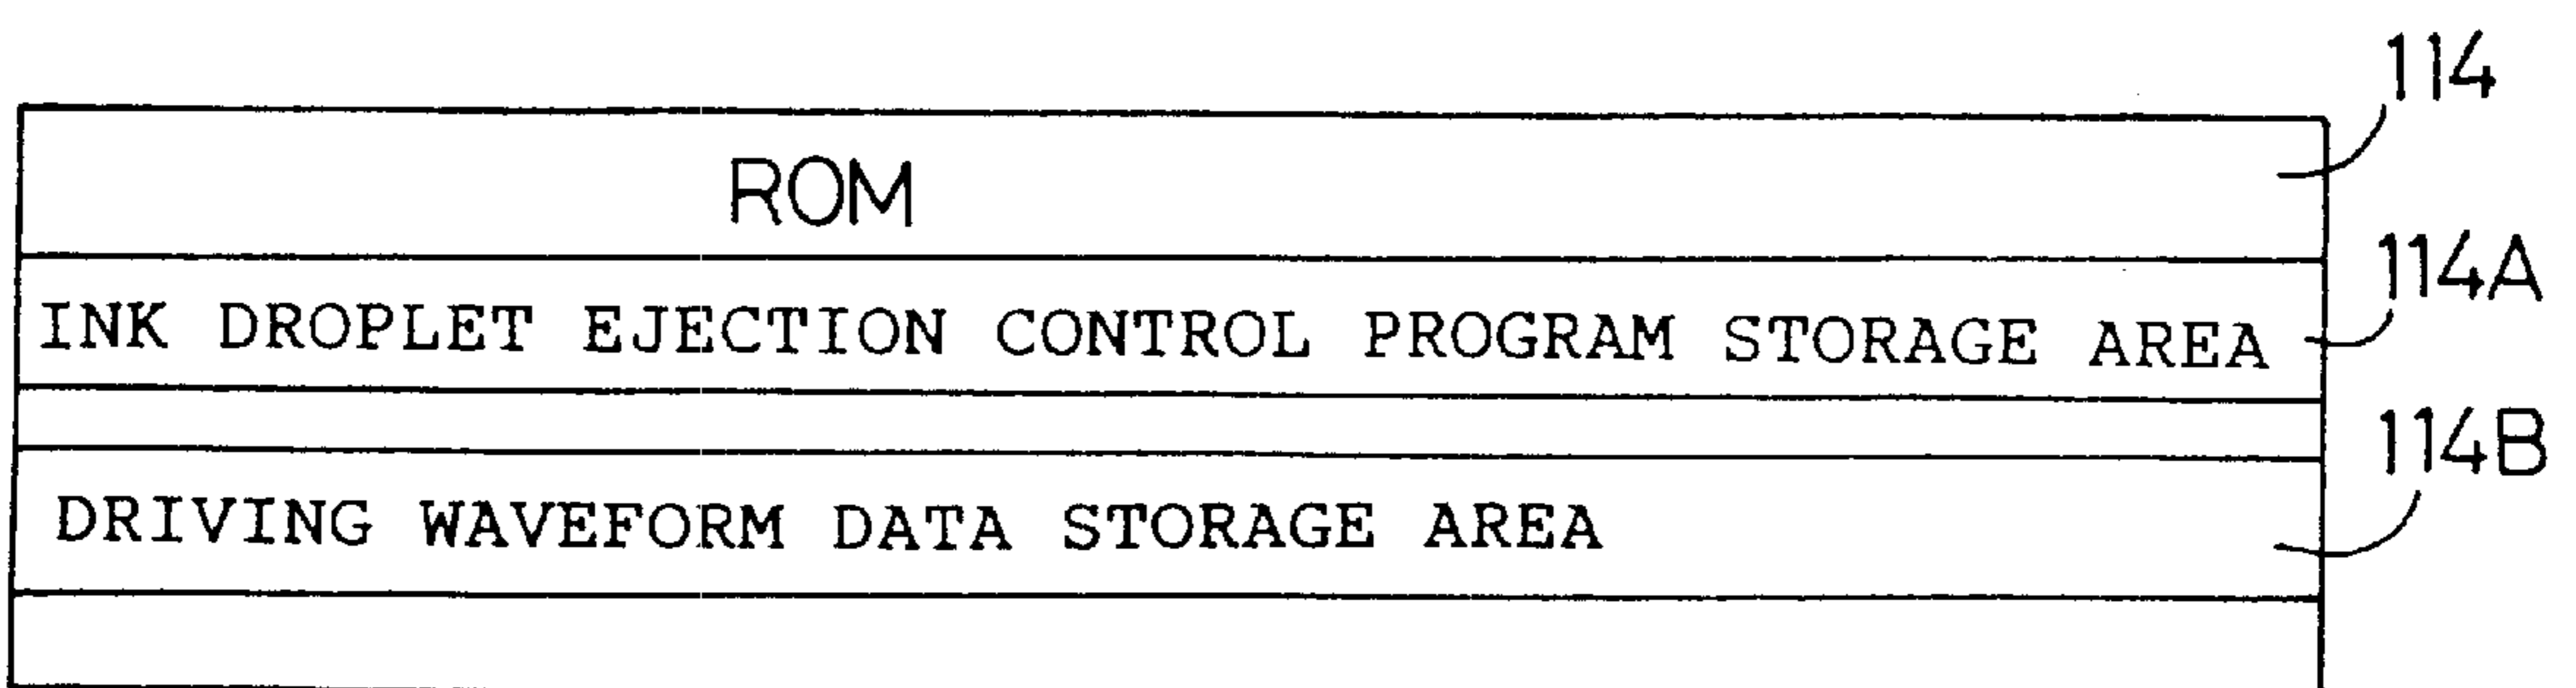 114
ROM
114A
INK DROPLET EJECTION CONTROL PROGRAM STORAGE AREA
114B
DRIVING WAVEFORM DATA STORAGE AREA